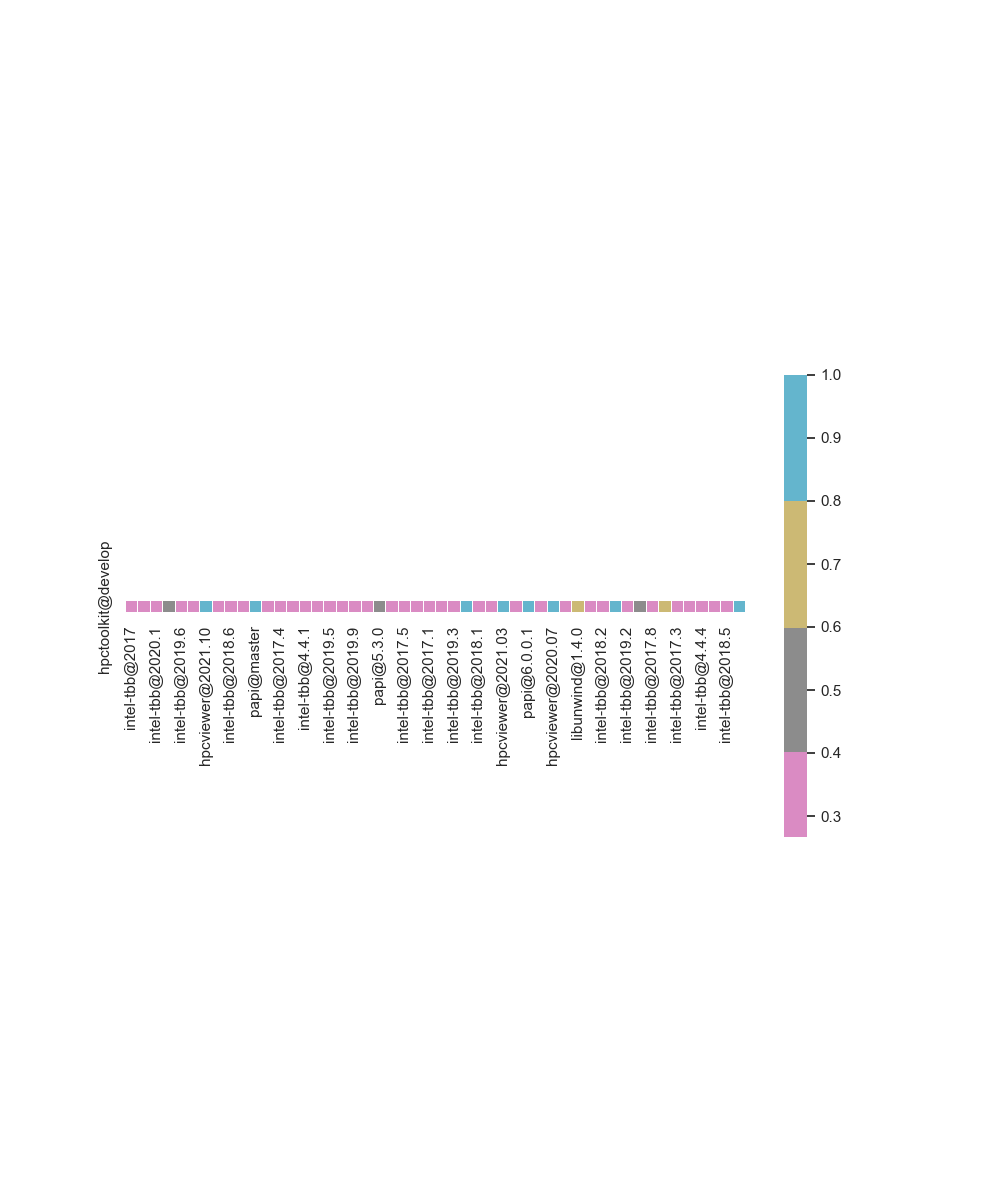 hpctoolkit@develop
intel-tbb@2017
intel-tbb@2020.1
intel-tbb@2019.6
hpcviewer@2021.10
intel-tbb@2018.6
papi@master
intel-tbb@2017.4
intel-tbb@4.4.1
intel-tbb@2019.5
intel-tbb@2019.9
papi@5.3.0
intel-tbb@2017.5
intel-tbb@2017.1
intel-tbb@2019.3
intel-tbb@2018.1
hpcviewer@2021.03
papi@6.0.0.1
hpcviewer@2020.07
libunwind@1.4.0
intel-tbb@2018.2
intel-tbb@2019.2
intel-tbb@2017.8
intel-tbb@2017.3
intel-tbb@4.4.4
intel-tbb@2018.5
1.0
0.9
0.8
0.7
0.6
0.5
0.4
0.3